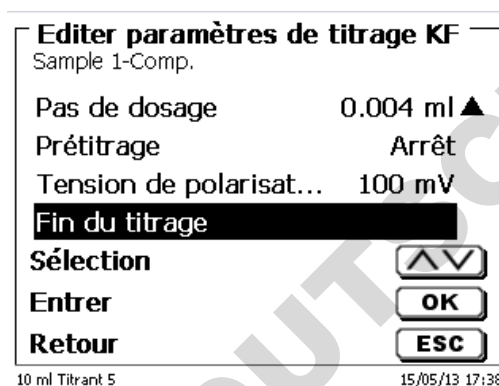 Editer paramètres de titrage KF
Sample 1-Comp.
Pas de dosage 0.004 ml▲
Prétitrage Arrêt
Tension de polarisat... 100 mV
Fin du titrage
Sélection
Entrer OK
Retour ESC
10 ml Titrant 5 15/05/13 17:38